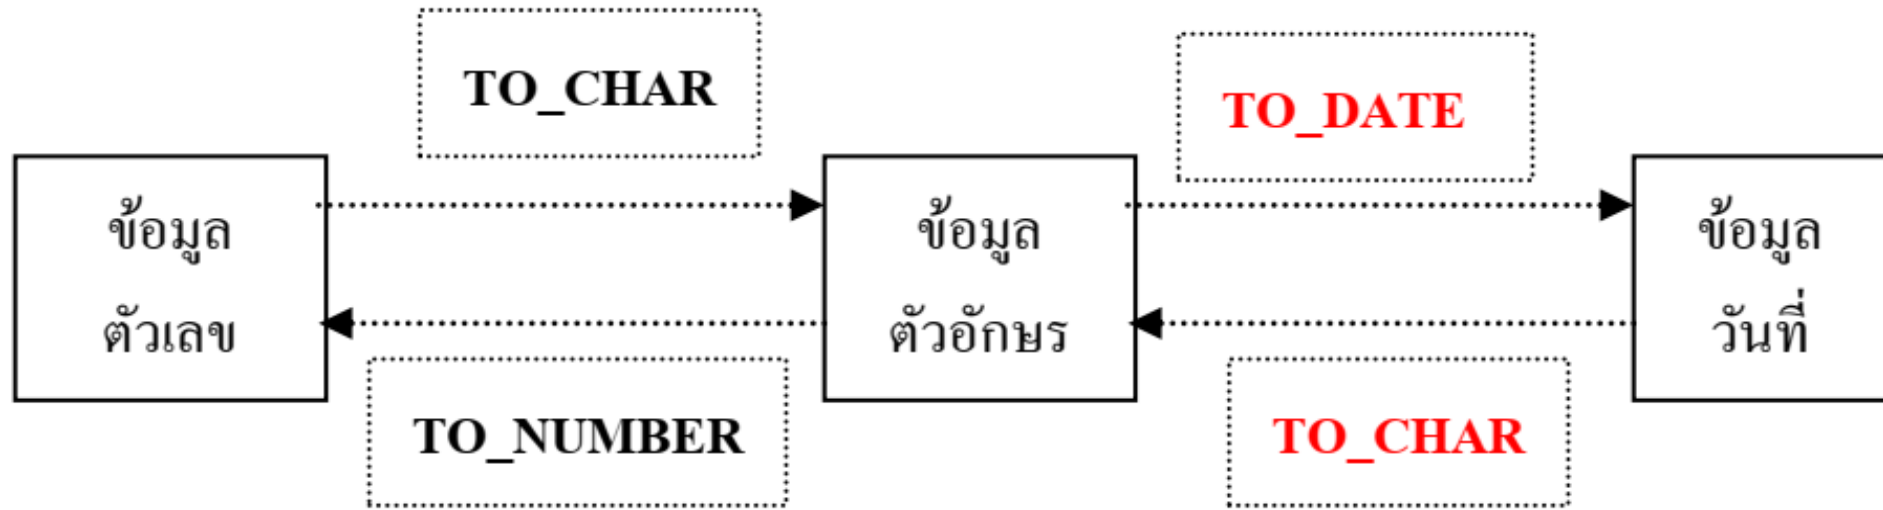 TO_CHAR
TO_DATE
ข้อมูล
ตัวเลข
ข้อมูล
ตัวอักษร
ข้อมูล
วันที่
TO_NUMBER
TO_CHAR